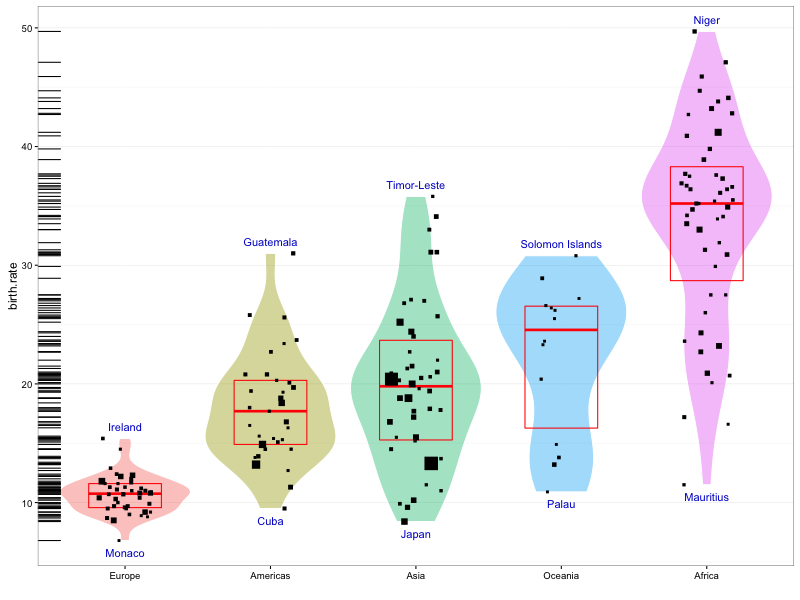 Niger
50
40
Timor-Leste
Guatemala
Solomon Islands
30
birth.rate
20
Ireland
10
Mauritius
Palau
Cuba
Japan
Monaco
Europe
Americas
Asia
Oceania
Africa